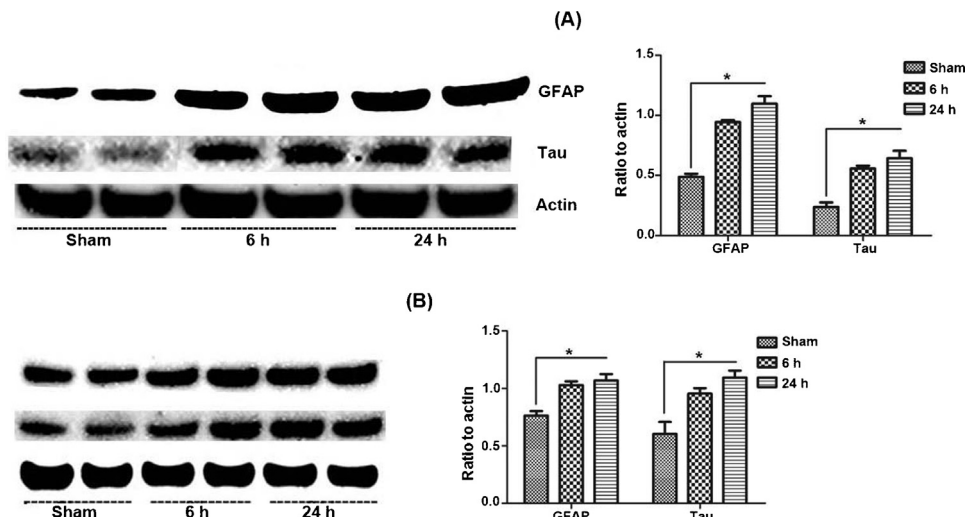 (A)
GFAP
Tau
Actin
Sham
6 h
24 h
Ratio to actin
1.5
1.0
0.5
0.0
GFAP
Tau
Sham
6 h
24 h
*
*
(B)
Sham
6 h
24 h
Ratio to actin
1.5
1.0
0.5
0.0
GFAP
Tau
Sham
6 h
24 h
*
*